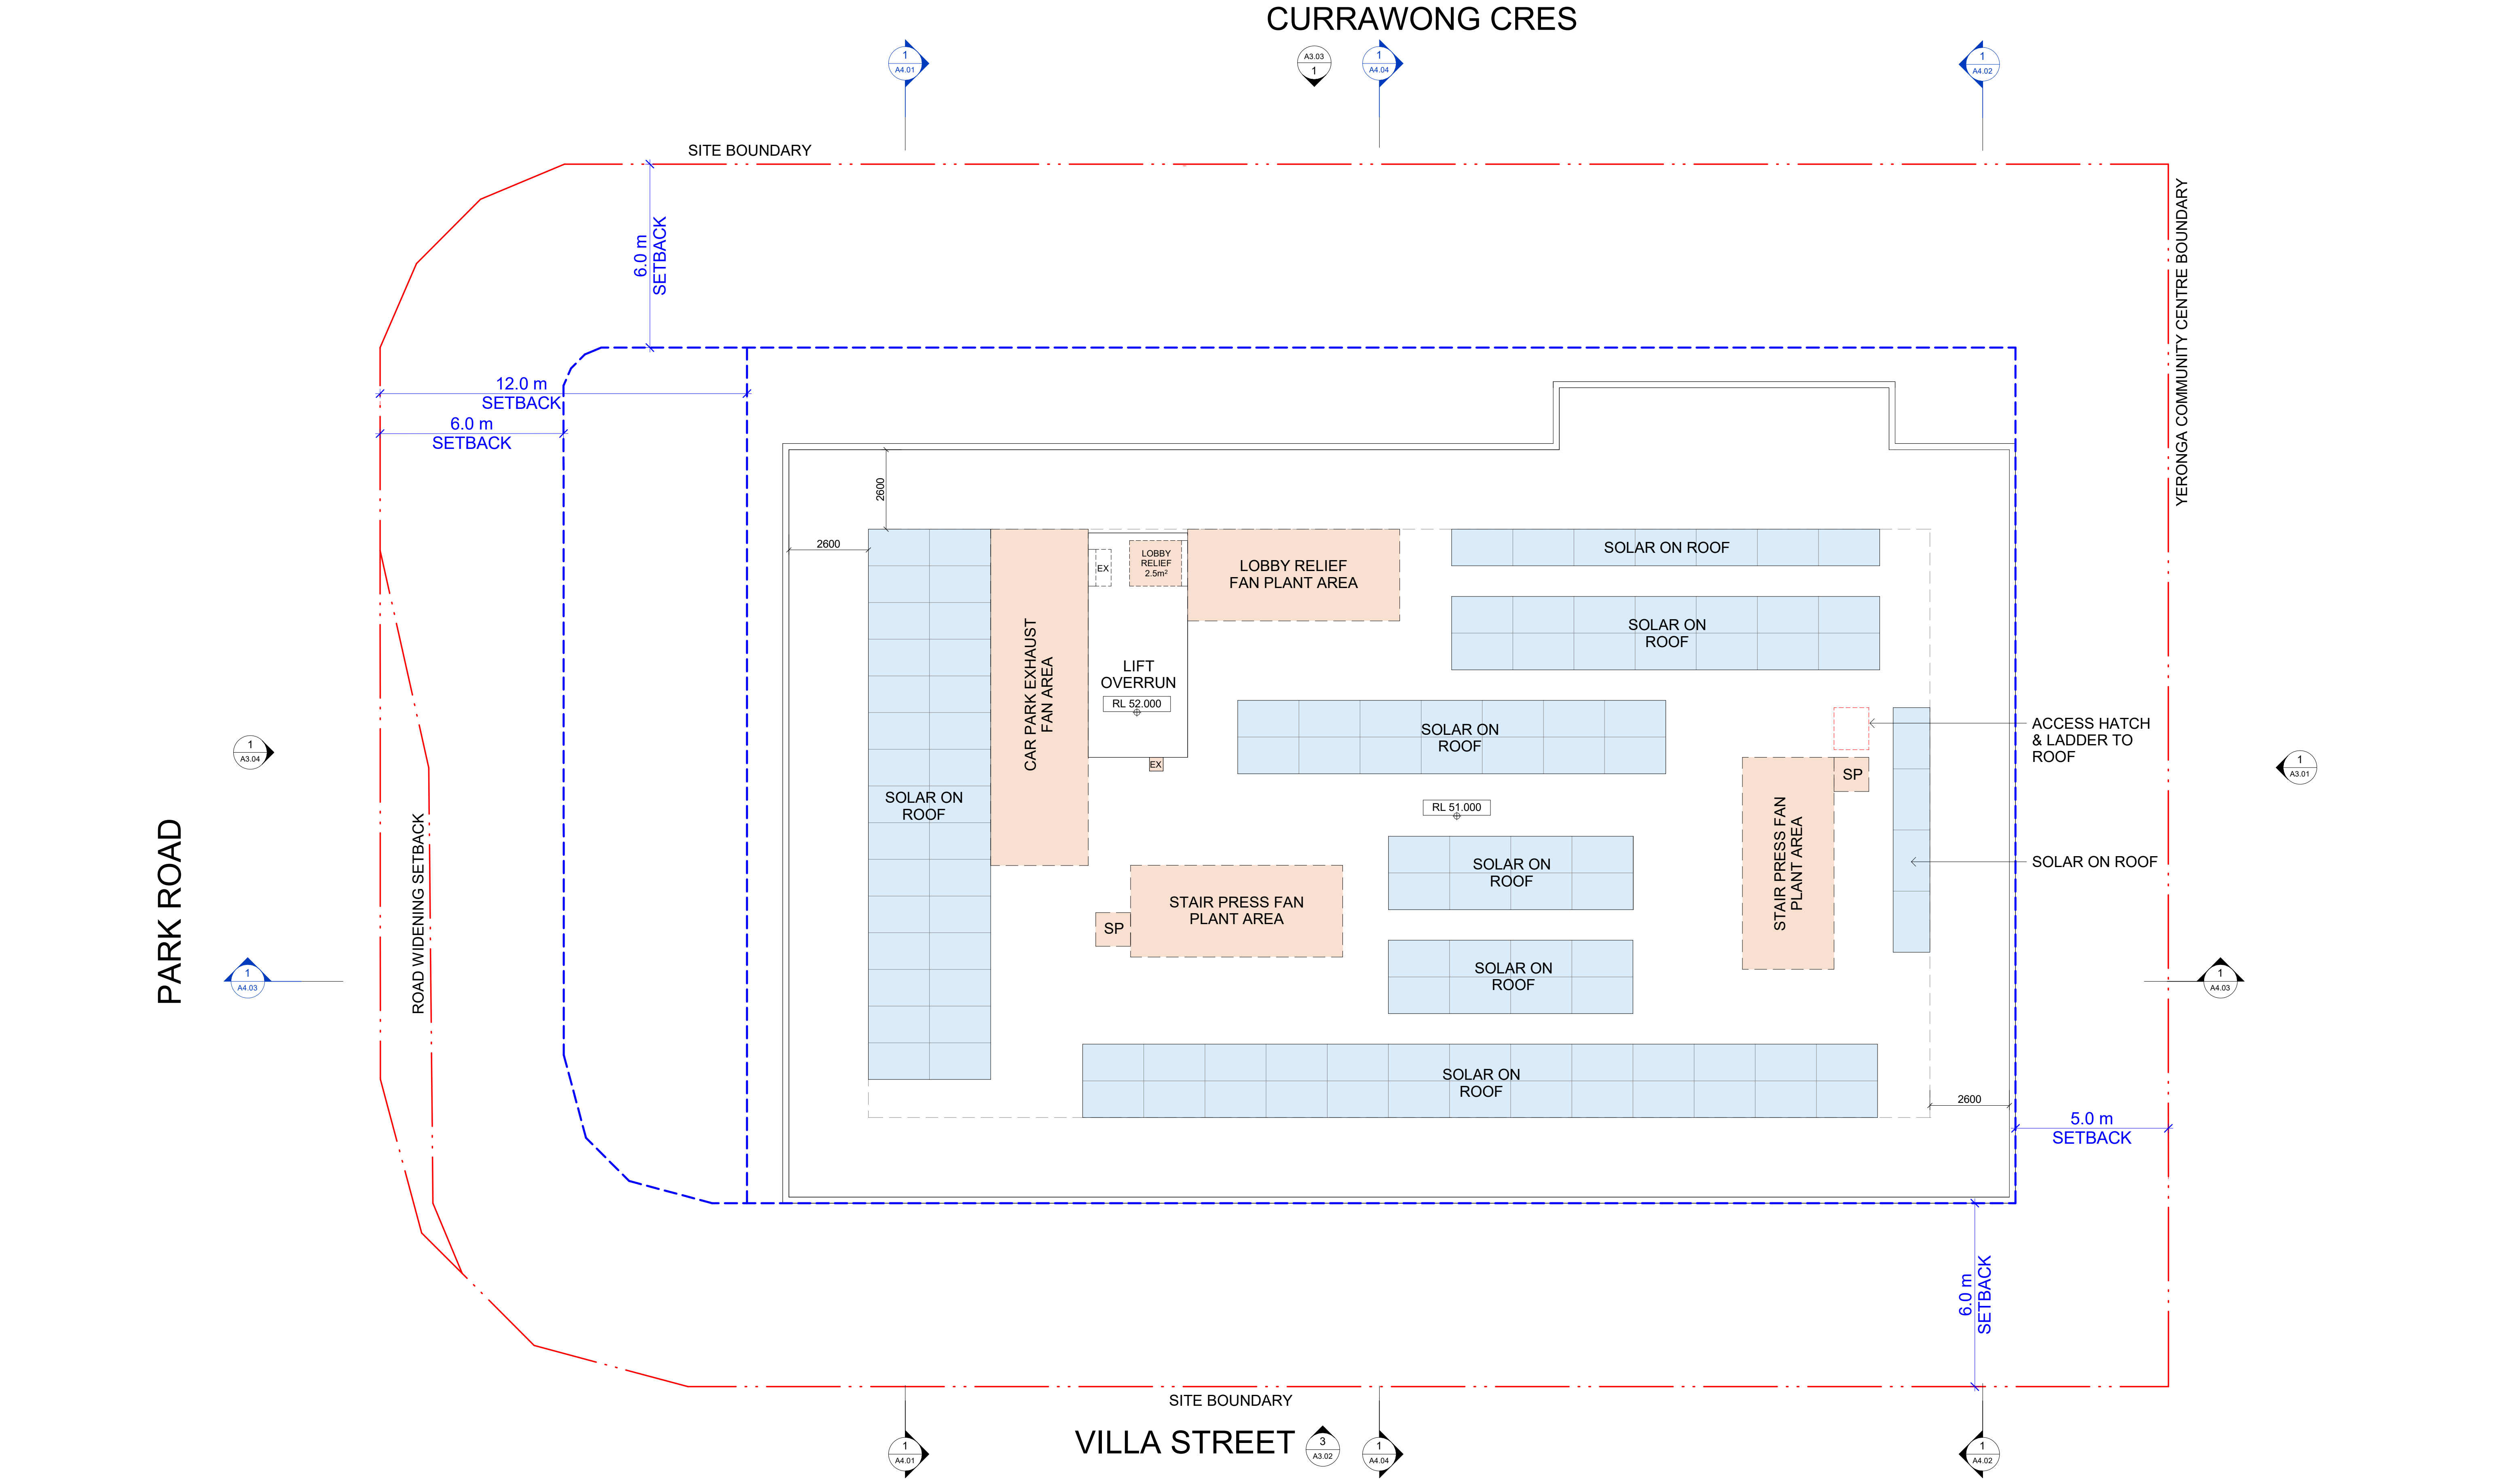 CURRAWONG CRES
1
A4.01
A3.03
1
1
A4.04
1
A4.02
SITE BOUNDARY
YERONGA COMMUNITY CENTRE BOUNDARY
6.0 m
SETBACK
12.0 m
SETBACK
6.0 m
SETBACK
2600
2600
SOLAR ON
ROOF
CAR PARK EXHAUST
FAN AREA
EX
LOBBY
RELIEF
2.5m²
LOBBY RELIEF
FAN PLANT AREA
SOLAR ON ROOF
SOLAR ON
ROOF
LIFT
OVERRUN
RL 52.000
EX
SOLAR ON
ROOF
ACCESS HATCH
& LADDER TO
ROOF
1
A3.04
1
A3.01
SP
RL 51.000
STAIR PRESS FAN
PLANT AREA
SOLAR ON ROOF
PARK ROAD
ROAD WIDENING SETBACK
SOLAR ON
ROOF
STAIR PRESS FAN
PLANT AREA
SP
SOLAR ON
ROOF
1
A4.03
1
A4.03
SOLAR ON
ROOF
2600
5.0 m
SETBACK
6.0 m
SETBACK
SITE BOUNDARY
VILLA STREET
1
A4.01
3
A3.02
1
A4.04
1
A4.02